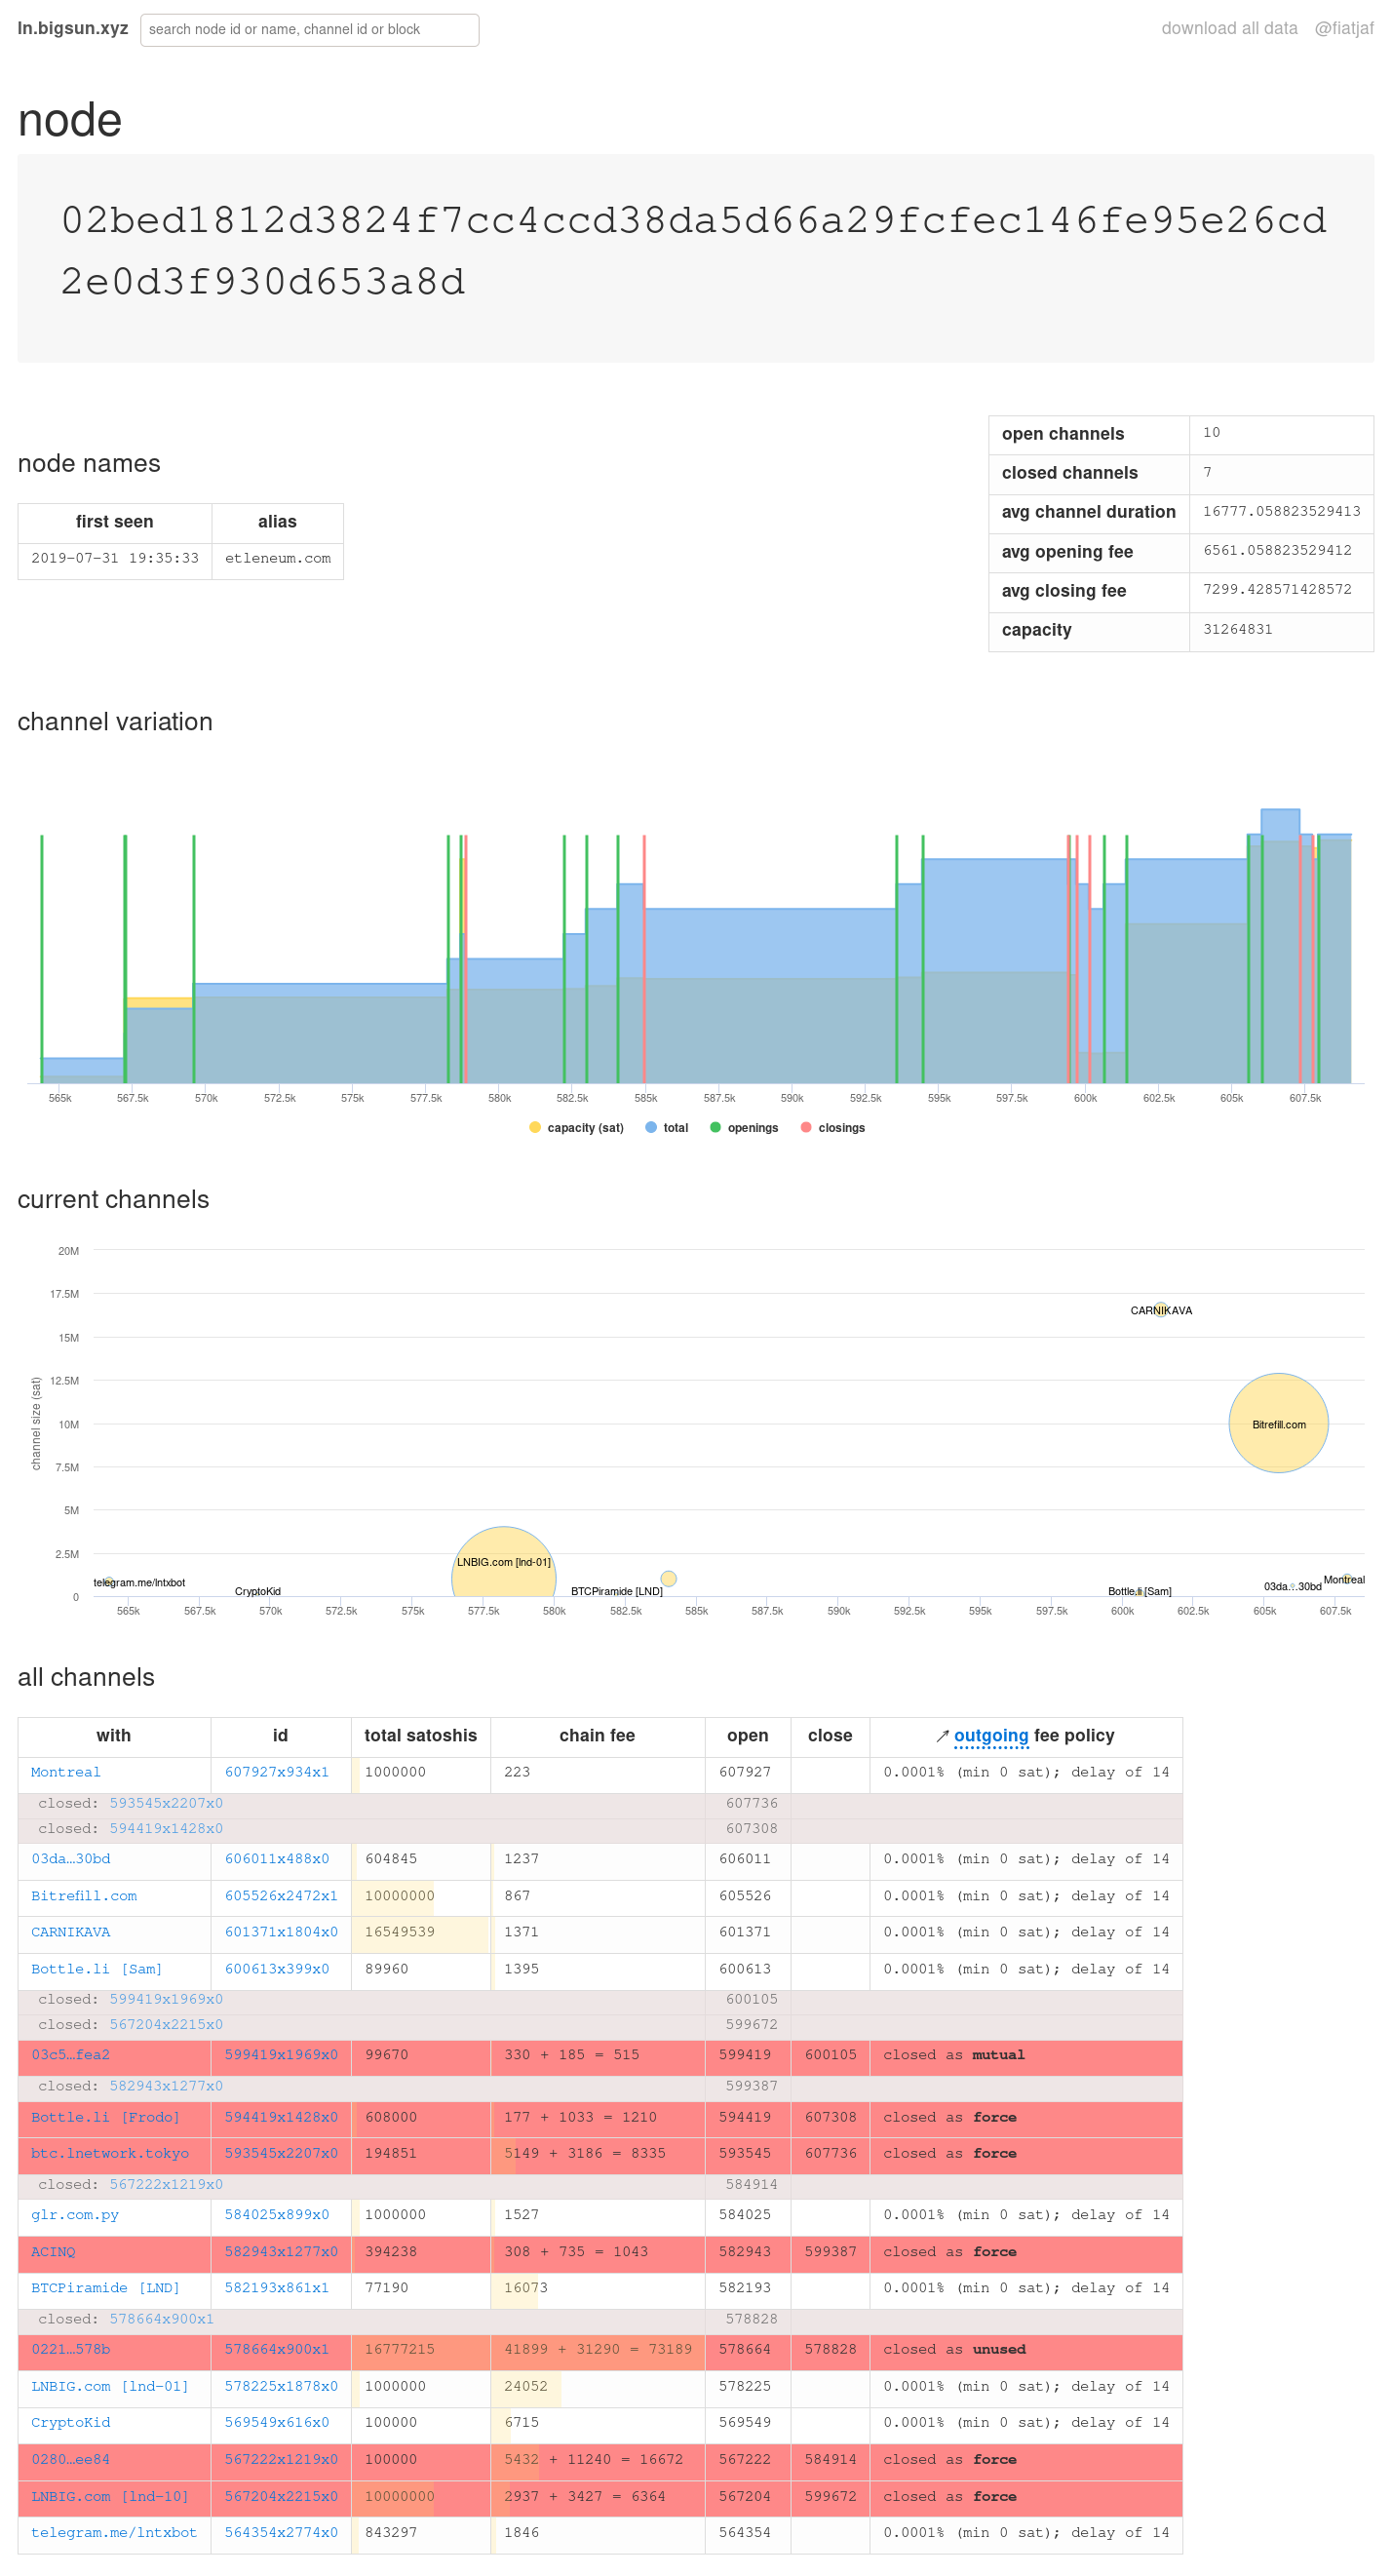 ln.bigsun.xyz search node id or name, channel id or block download all data @fiatjaf
node
02bed1812d3824f7cc4ccd38da5d66a29fcfec146fe95e26cd
2e0d3f930d653a8d
node names
first seen alias
2019-07-31 19:35:33 etleneum.com
open channels 10
closed channels 7
avg channel duration 16777.058823529413
avg opening fee 6561.058823529412
avg closing fee 7299.428571428572
capacity 31264831
channel variation
565k 567.5k 570k 572.5k 575k 577.5k 580k 582.5k 585k 587.5k 590k 592.5k 595k 597.5k 600k 602.5k 605k 607.5k
capacity (sat) total openings closings
current channels
channel size (sat)
20M
17.5M
CARNIKAVA
15M
12.5M
10M
Bitrefill.com
7.5M
5M
2.5M
LNBIG.com [lnd-01]
telegram.me/lntxbot CryptoKid BTCPiramide [LND] Bottle.li [Sam] 03da…30bd Montreal
0
565k 567.5k 570k 572.5k 575k 577.5k 580k 582.5k 585k 587.5k 590k 592.5k 595k 597.5k 600k 602.5k 605k 607.5k
all channels
with id total satoshis chain fee open close ↗ outgoing fee policy
Montreal 607927x934x1 1000000 223 607927 0.0001% (min 0 sat); delay of 14
closed: 593545x2207x0 607736
closed: 594419x1428x0 607308
03da…30bd 606011x488x0 604845 1237 606011 0.0001% (min 0 sat); delay of 14
Bitrefill.com 605526x2472x1 10000000 867 605526 0.0001% (min 0 sat); delay of 14
CARNIKAVA 601371x1804x0 16549539 1371 601371 0.0001% (min 0 sat); delay of 14
Bottle.li [Sam] 600613x399x0 89960 1395 600613 0.0001% (min 0 sat); delay of 14
closed: 599419x1969x0 600105
closed: 567204x2215x0 599672
03c5…fea2 599419x1969x0 99670 330 + 185 = 515 599419 600105 closed as mutual
closed: 582943x1277x0 599387
Bottle.li [Frodo] 594419x1428x0 608000 177 + 1033 = 1210 594419 607308 closed as force
btc.lnetwork.tokyo 593545x2207x0 194851 5149 + 3186 = 8335 593545 607736 closed as force
closed: 567222x1219x0 584914
glr.com.py 584025x899x0 1000000 1527 584025 0.0001% (min 0 sat); delay of 14
ACINQ 582943x1277x0 394238 308 + 735 = 1043 582943 599387 closed as force
BTCPiramide [LND] 582193x861x1 77190 16073 582193 0.0001% (min 0 sat); delay of 14
closed: 578664x900x1 578828
0221…578b 578664x900x1 16777215 41899 + 31290 = 73189 578664 578828 closed as unused
LNBIG.com [lnd-01] 578225x1878x0 1000000 24052 578225 0.0001% (min 0 sat); delay of 14
CryptoKid 569549x616x0 100000 6715 569549 0.0001% (min 0 sat); delay of 14
0280…ee84 567222x1219x0 100000 5432 + 11240 = 16672 567222 584914 closed as force
LNBIG.com [lnd-10] 567204x2215x0 10000000 2937 + 3427 = 6364 567204 599672 closed as force
telegram.me/lntxbot 564354x2774x0 843297 1846 564354 0.0001% (min 0 sat); delay of 14